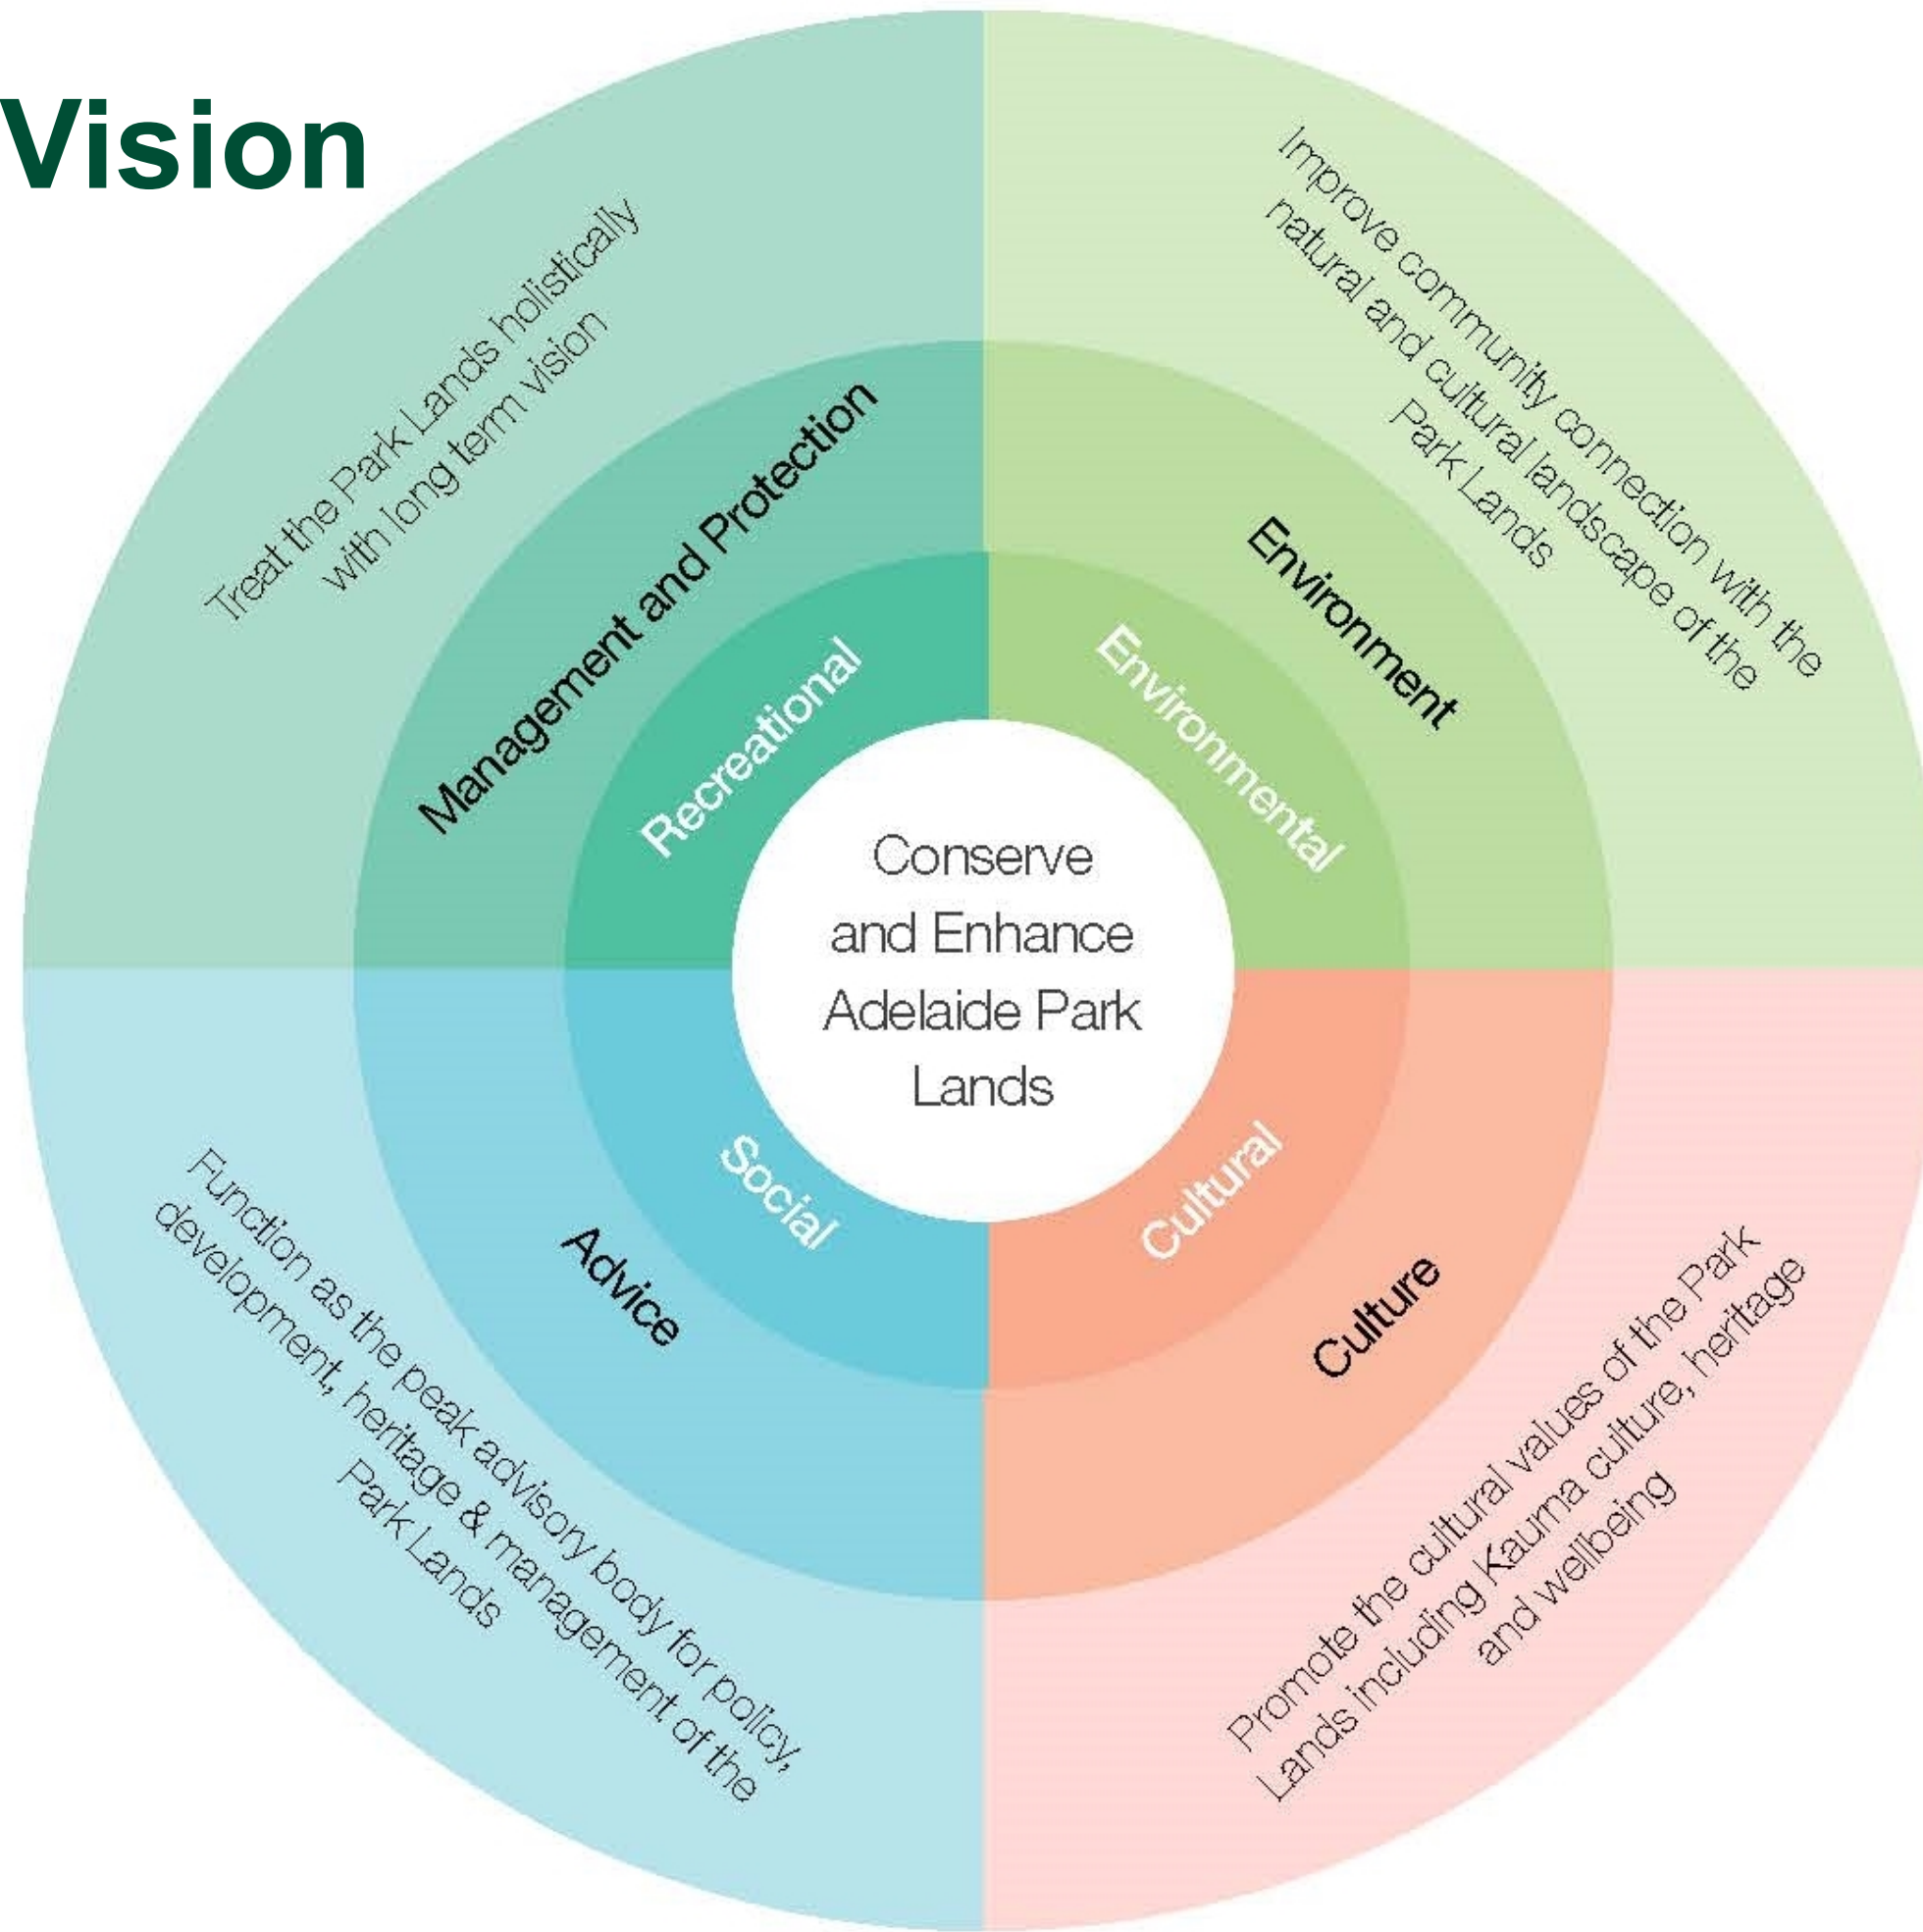 Vision
Treat the Park Lands holistically
with long term vision
Management and Protection
Recreational
Improve community connection with the
natural and cultural landscape of the
Park Lands
Environment
Environmental
Conserve
and Enhance
Adelaide Park
Lands
Social
Advice
Function as the peak advisory body for policy,
development, heritage & management of the
Park Lands
Cultural
Culture
Promote the cultural values of the Park
Lands including Kaurna culture, heritage
and wellbeing